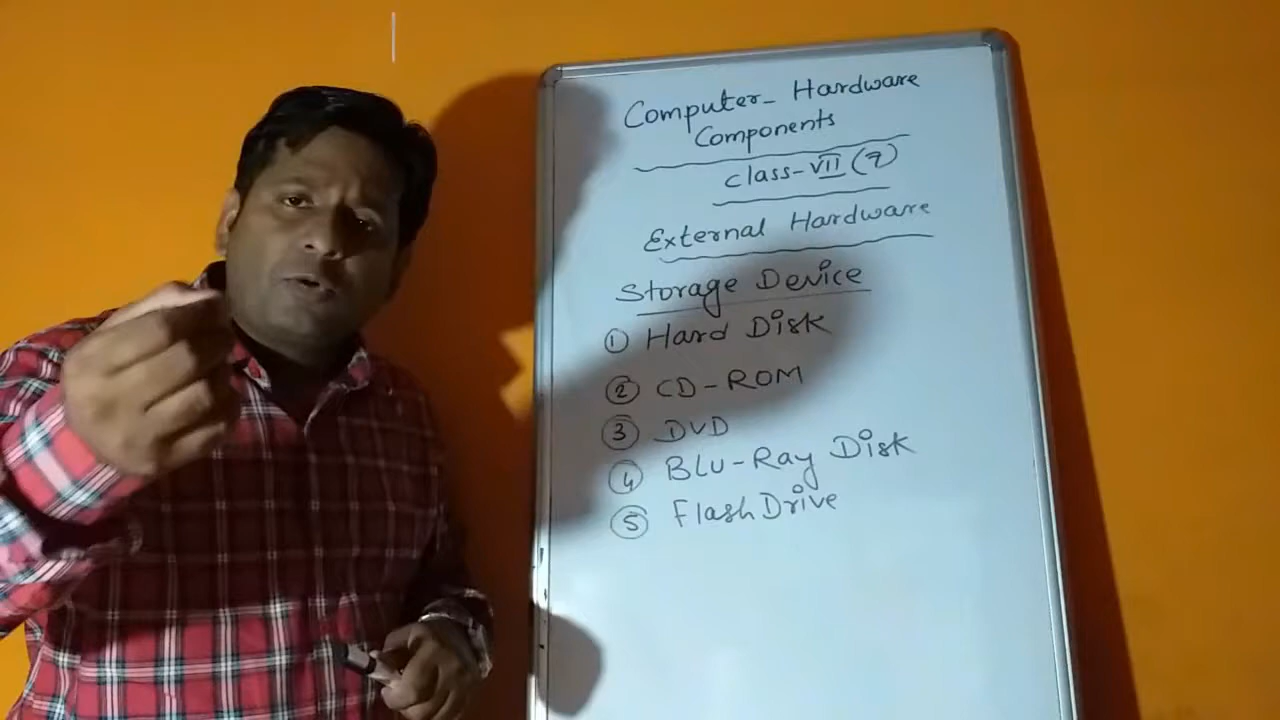 Computer- Hardware
Components
class-VII (7)
External Hardware
Storage Device
① Hard Disk
② CD-ROM
③ DVD
④ BLU-Ray Disk
⑤ Flash Drive